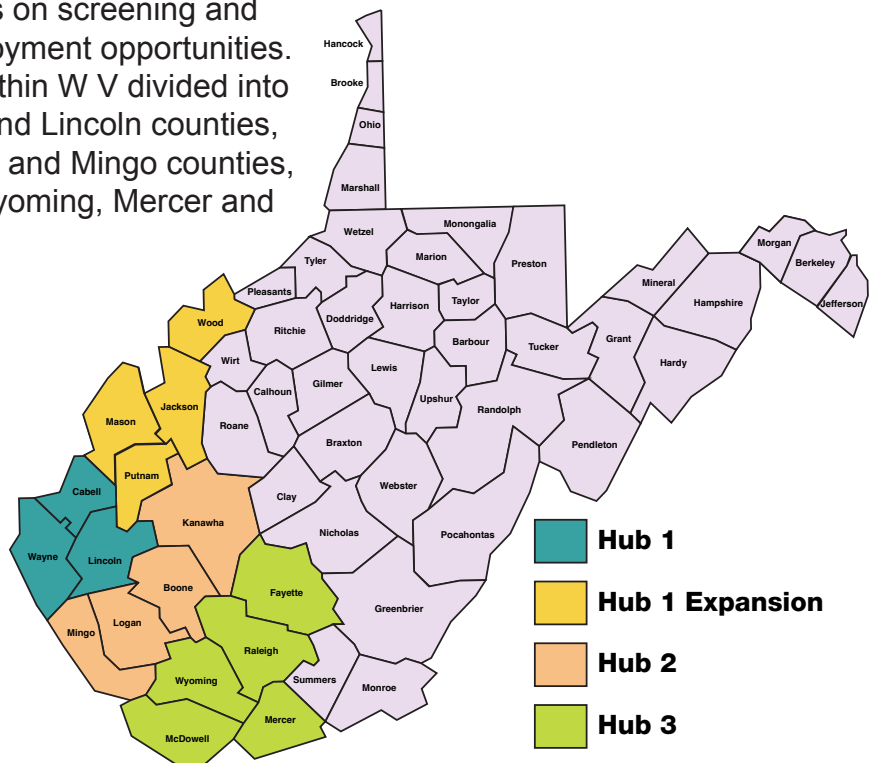 s on screening and
oyment opportunities.
thin W V divided into
nd Lincoln counties,
and Mingo counties,
yoming, Mercer and
Hancock
Brooke
Ohio
Marshall
Wetzel
Monongalia
Marion
Preston
Tyler
Pleasants
Doddridge
Harrison
Taylor
Wood
Ritchie
Barbour
Tucker
Mineral
Morgan
Berkeley
Jefferson
Hampshire
Grant
Hardy
Wirt
Lewis
Calhoun
Gilmer
Upshur
Randolph
Mason
Jackson
Roane
Braxton
Pendleton
Putnam
Webster
Cabell
Clay
Kanawha
Nicholas
Pocahontas
Wayne
Lincoln
Boone
Fayette
Greenbrier
Mingo
Logan
Raleigh
Wyoming
Summers
Monroe
Mercer
McDowell
Hub 1
Hub 1 Expansion
Hub 2
Hub 3